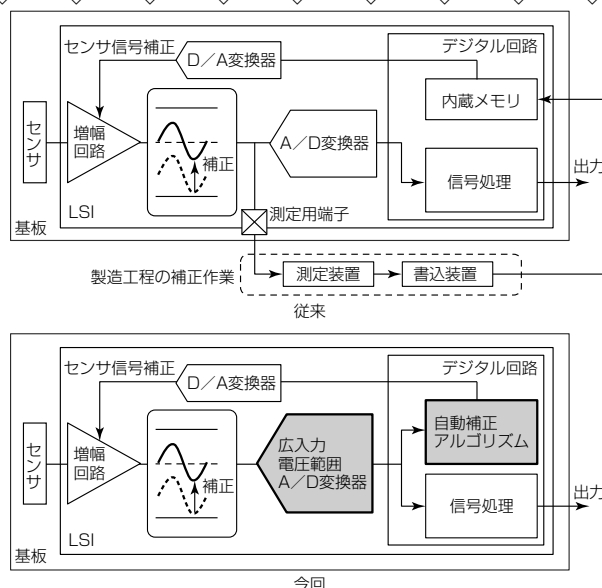 センサ信号補正
D／A変換器
デジタル回路
内蔵メモリ
センサ
増幅
回路
補正
A／D変換器
信号処理
出力
LSI
測定用端子
基板
製造工程の補正作業
測定装置
書込装置
従来
センサ信号補正
D／A変換器
デジタル回路
自動補正
アルゴリズム
センサ
増幅
回路
補正
広入力
電圧範囲
A／D変換器
信号処理
出力
LSI
基板
今回